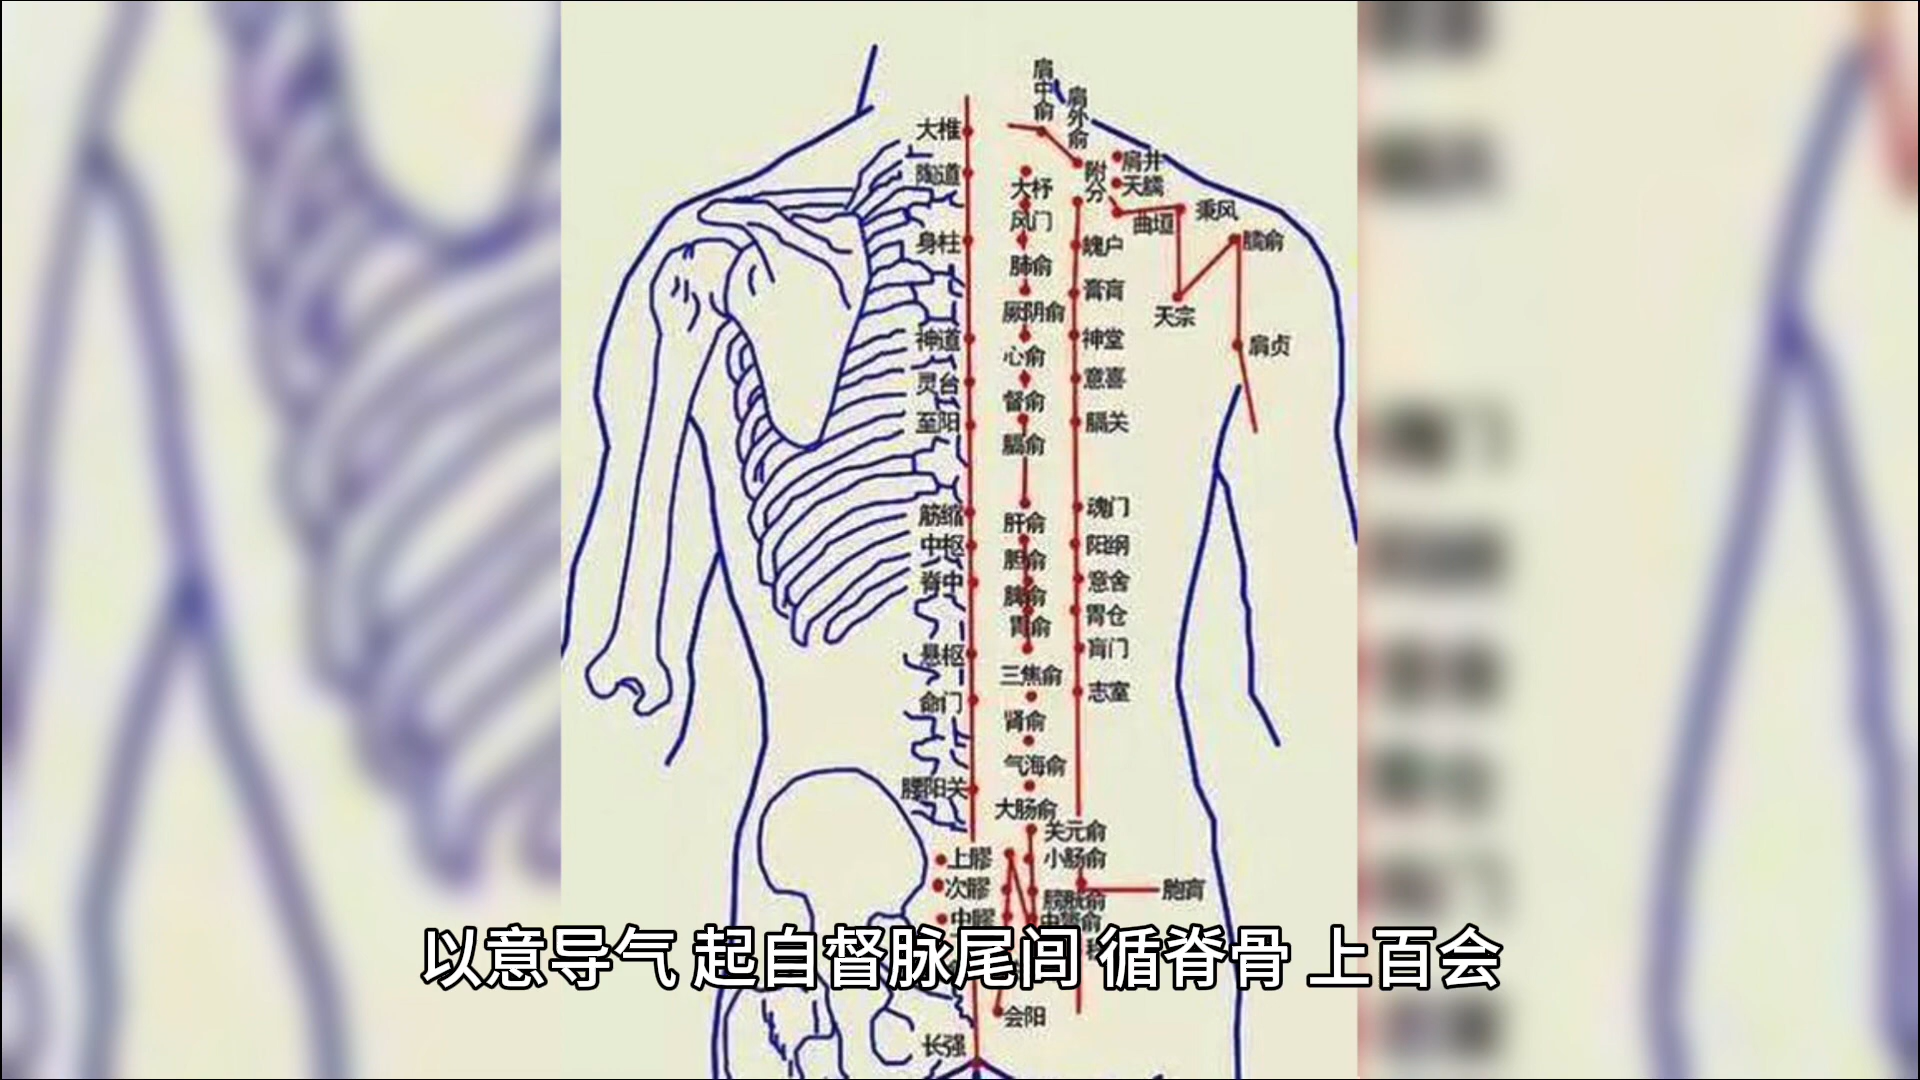 肩中俞
肩外俞
大椎
肩井
陶道
附分
天髎
大杼
秉风
风门
曲垣
身柱
魄户
臑俞
肺俞
膏肓
厥阴俞
天宗
神道
神堂
肩贞
心俞
灵台
意喜
督俞
至阳
膈关
膈俞
筋缩
肝俞
魂门
中枢
胆俞
阳纲
脊中
脾俞
意舍
胃俞
胃仓
悬枢
肓门
三焦俞
命门
志室
肾俞
气海俞
腰阳关
大肠俞
关元俞
上髎
小肠俞
次髎
膀胱俞
胞肓
中髎
以意导气 起自督脉尾闾 循脊骨 上百会
会阳
长强